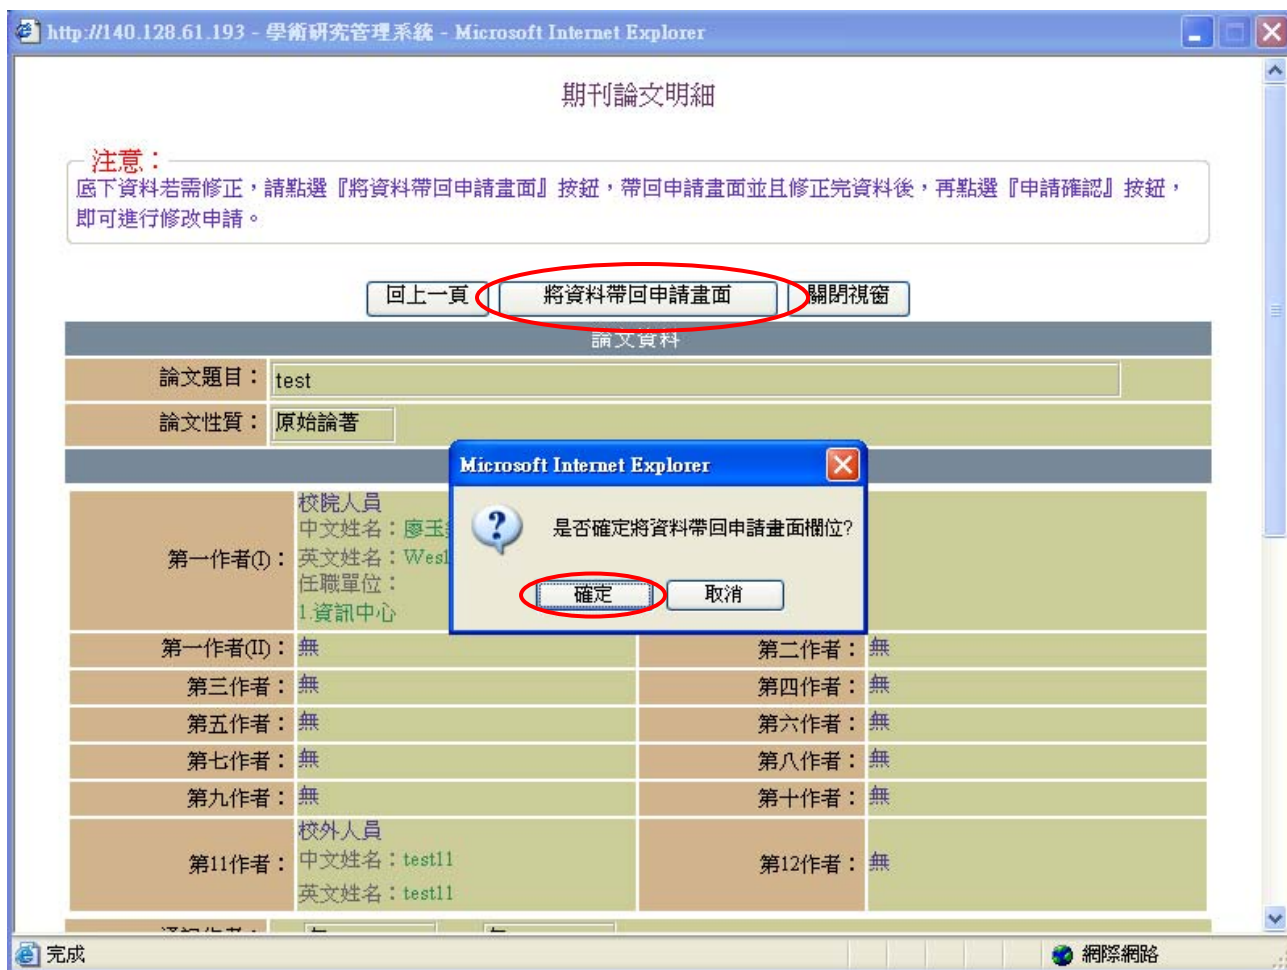 http://140.128.61.193 - 學術研究管理系統 - Microsoft Internet Explorer
期刊論文明細
注意：
底下資料若需修正，請點選『將資料帶回申請畫面』按鈕，帶回申請畫面並且修正完資料後，再點選『申請確認』按鈕，
即可進行修改申請。
回上一頁 將資料帶回申請畫面 關閉視窗
論文資料
論文題目： test
論文性質： 原始論著
Microsoft Internet Explorer
是否確定將資料帶回申請畫面欄位?
確定 取消
第一作者(I)：
校院人員
中文姓名：廖玉
英文姓名：Wesl
任職單位：
1.資訊中心
第一作者(II)： 無 第二作者： 無
第三作者： 無 第四作者： 無
第五作者： 無 第六作者： 無
第七作者： 無 第八作者： 無
第九作者： 無 第十作者： 無
第11作者：
校外人員
中文姓名：test11
英文姓名：test11
第12作者： 無
完成 網際網路